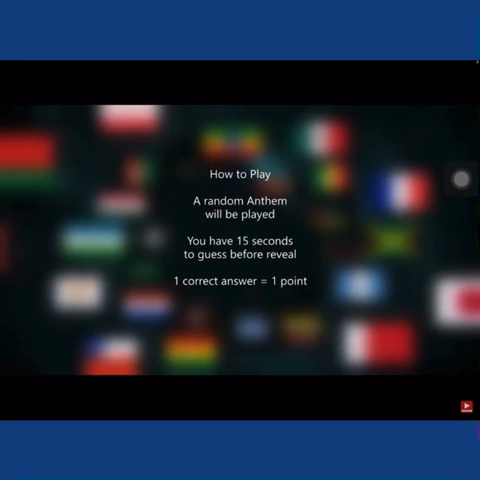 How to Play
A random Anthem
will be played
You have 15 seconds
to guess before reveal
1 correct answer = 1 point